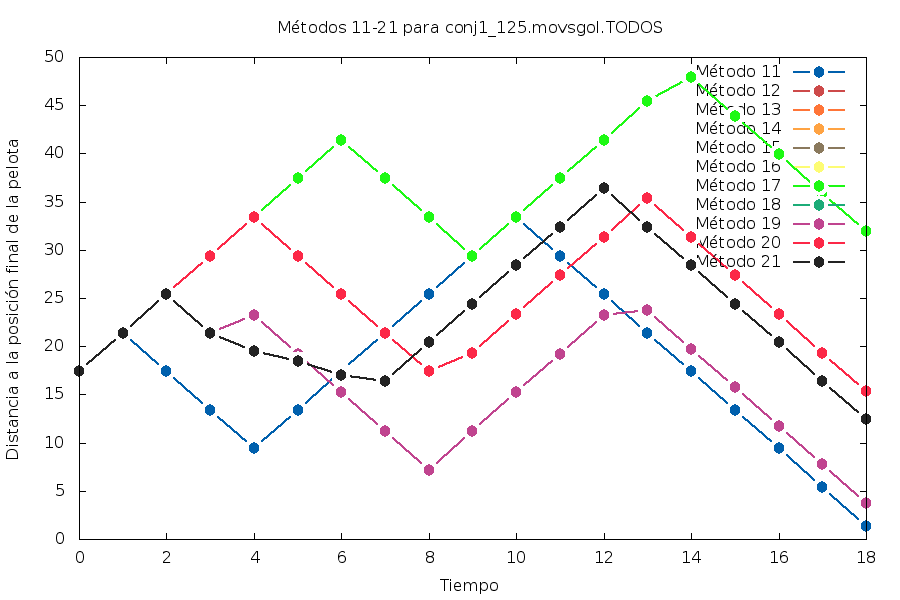 Métodos 11-21 para conj1_125.movsgol.TODOS
Distancia a la posición final de la pelota
50
45
40
35
30
25
20
15
10
5
0
Método 11
Método 12
Método 13
Método 14
Método 15
Método 16
Método 17
Método 18
Método 19
Método 20
Método 21
0 2 4 6 8 10 12 14 16 18
Tiempo